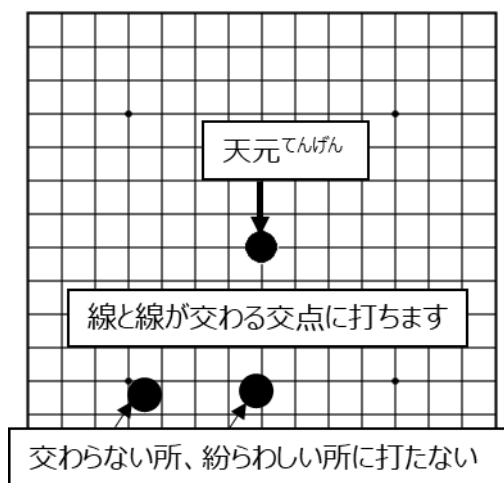 天元てんげん
線と線が交わる交点に打ちます
交わらない所、紛らわしい所に打たない